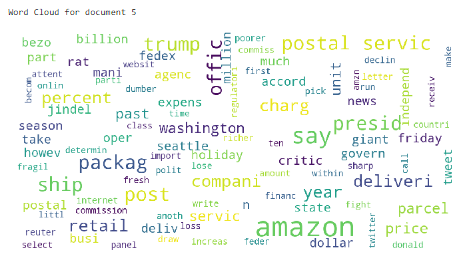 Word Cloud for document 5
bezo billion trump fedex offic million poorer commiss postal servic make
part rat websit agenc regulatori much declin
attent mani first accord unit amzn letter independ
becom onlin parti dumber expens pick run news receiv
percent jindel past charg presid countri
season class time washington richer ten say giant friday
take oper seattle critic govern call tweet
howev determin packag import holiday within sharp
fragil polit lose compani year deliveri
ship fresh post amount financ
postal internet write servic n state fight parcel
littl commission anoth amazon twitter price
reuter retail deliv loss dollar
select busi panel draw increas feder donald